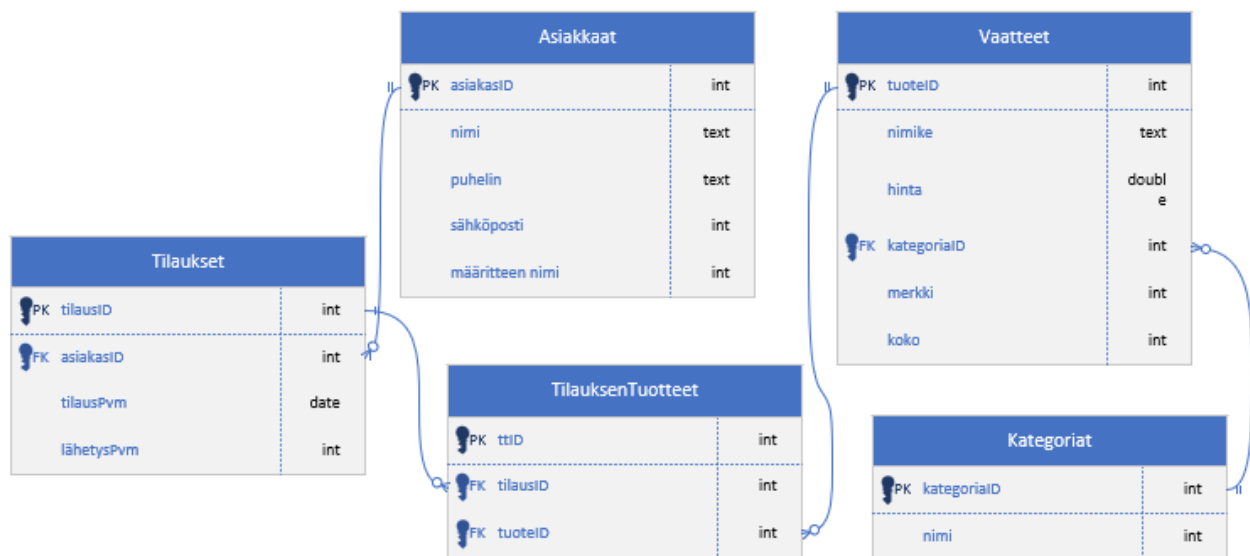 Asiakkaat
PK asiakasID int
nimi text
puhelin text
sähköposti int
määritteen nimi int
Vaatteet
PK tuoteID int
nimike text
hinta doubl
e
FK kategoriaID int
merkki int
koko int
Tilaukset
PK tilausID int
FK asiakasID int
tilausPvm date
lähetysPvm int
TilauksenTuotteet
PK ttID int
FK tilausID int
FK tuoteID int
Kategoriat
PK kategoriaID int
nimi int